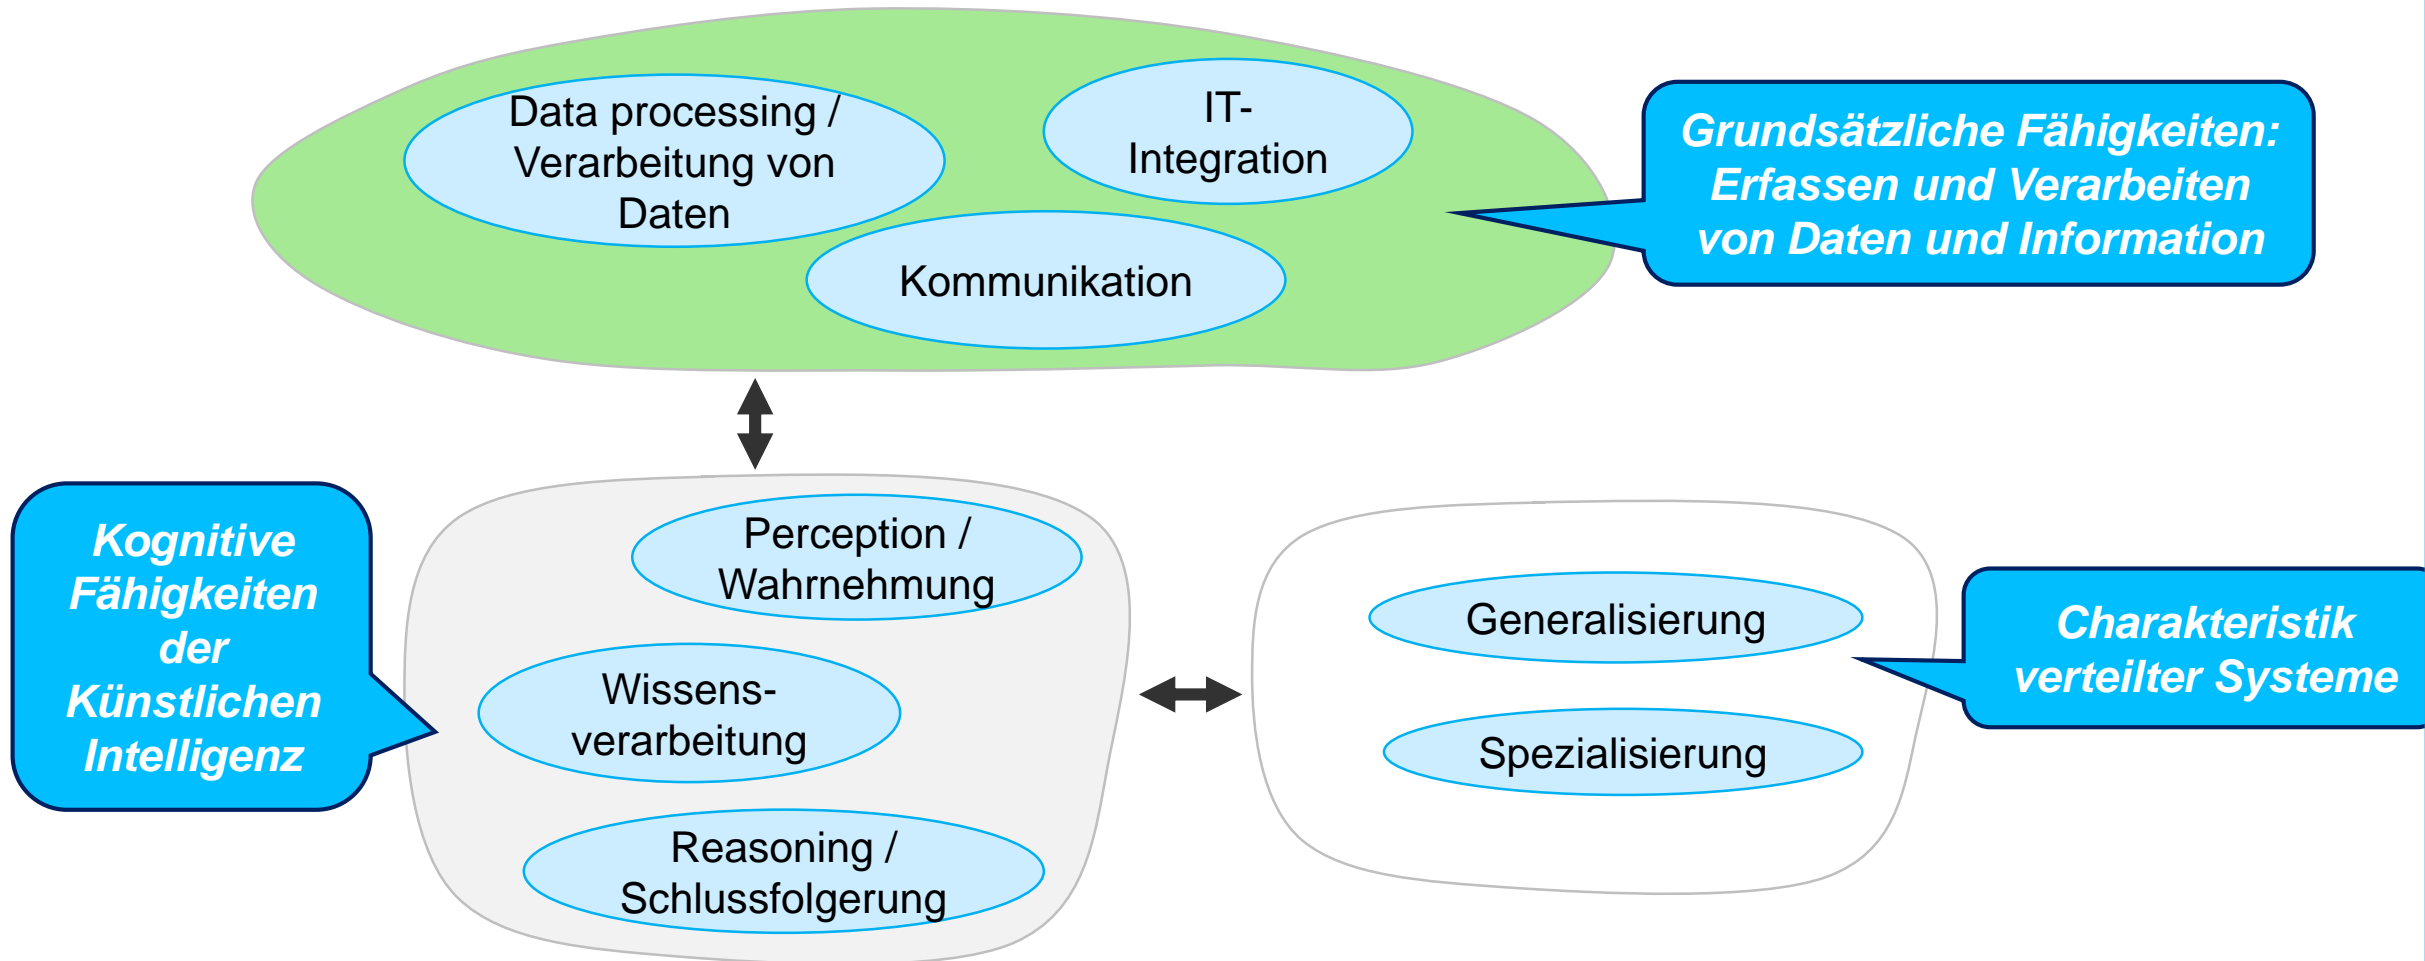 Data processing /
Verarbeitung von
Daten
IT-
Integration
Kommunikation
Grundsätzliche Fähigkeiten:
Erfassen und Verarbeiten
von Daten und Information
Kognitive
Fähigkeiten
der
Künstlichen
Intelligenz
Perception /
Wahrnehmung
Wissens-
verarbeitung
Reasoning /
Schlussfolgerung
Generalisierung
Spezialisierung
Charakteristik
verteilter Systeme